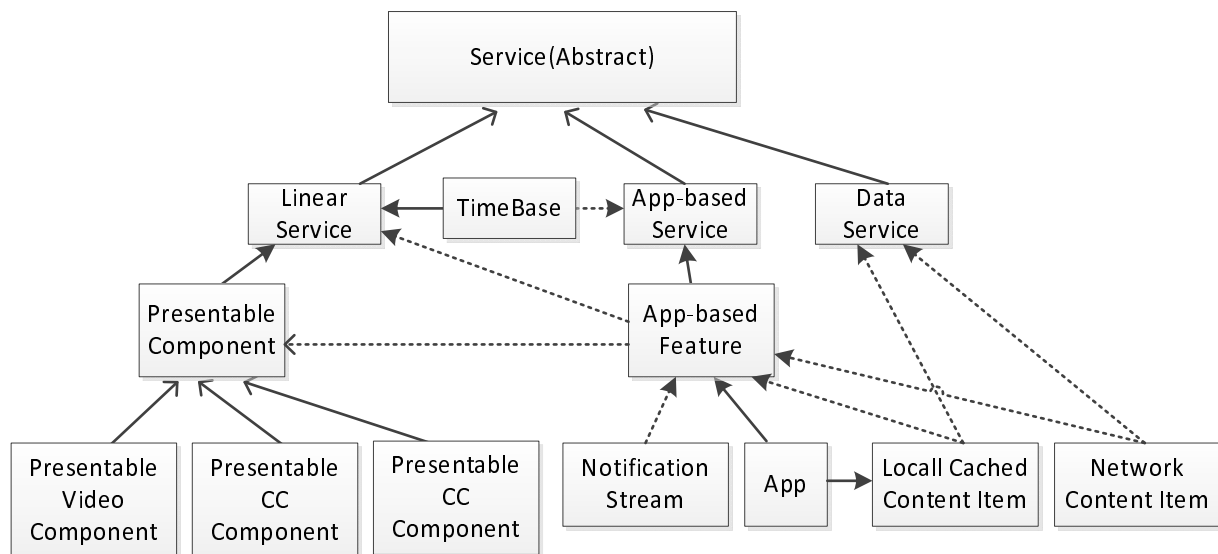 Service(Abstract)
Linear
Service
TimeBase
App-based
Service
Data
Service
Presentable
Component
App-based
Feature
Presentable
Video
Component
Presentable
CC
Component
Presentable
CC
Component
Notification
Stream
App
Locall Cached
Content Item
Network
Content Item